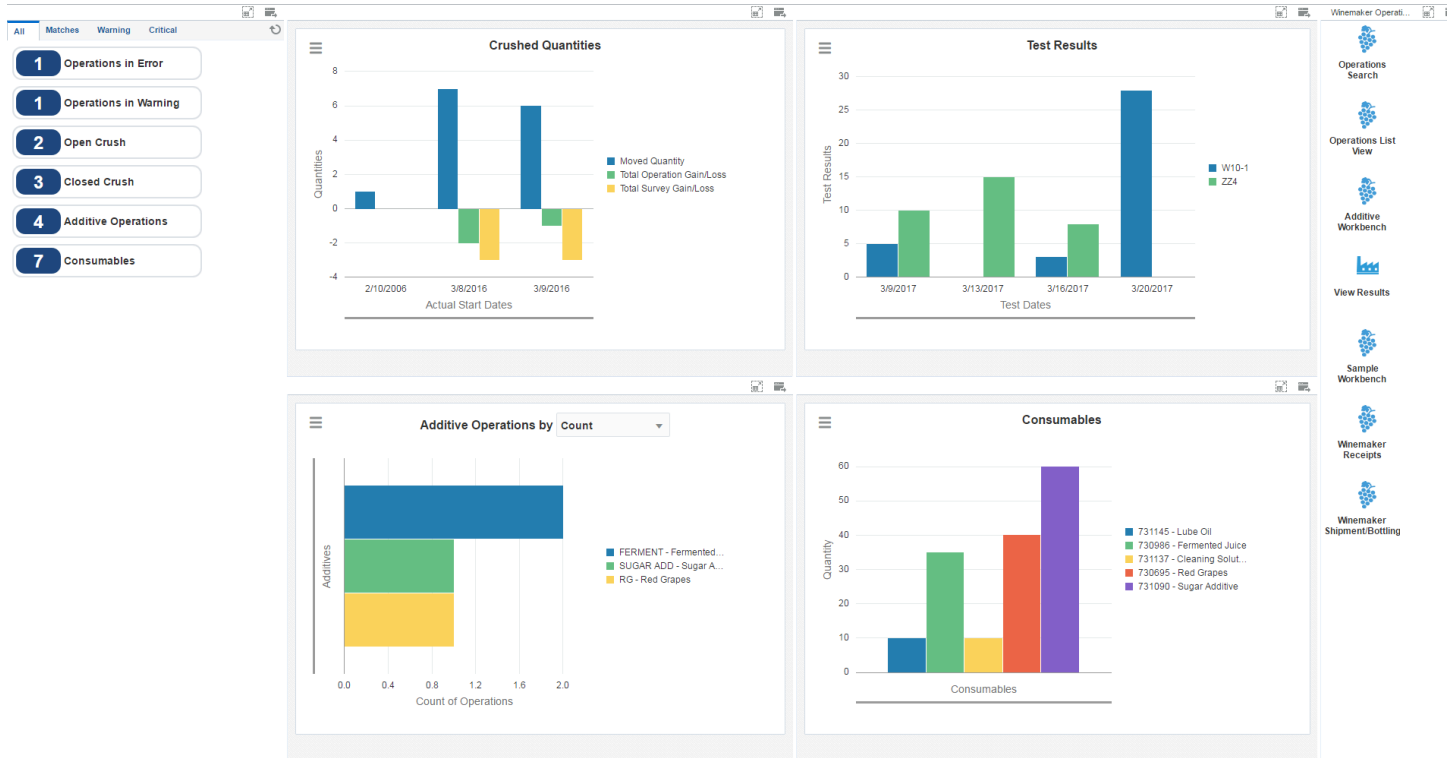 All Matches Warning Critical
1 Operations in Error
1 Operations in Warning
2 Open Crush
3 Closed Crush
4 Additive Operations
7 Consumables
Crushed Quantities
8
6
4
2
0
-2
-4
Quantities
2/10/2006 3/8/2016 3/9/2016
Actual Start Dates
Moved Quantity
Total Operation Gain/Loss
Total Survey Gain/Loss
Test Results
30
25
20
15
10
5
0
Test Results
3/9/2017 3/13/2017 3/16/2017 3/20/2017
Test Dates
W10-1
ZZ4
Additive Operations by Count
Additives
0.0 0.4 0.8 1.2 1.6 2.0
Count of Operations
FERMENT - Fermented...
SUGAR ADD - Sugar A...
RG - Red Grapes
Consumables
60
50
40
30
20
10
0
Quantity
Consumables
731145 - Lube Oil
730986 - Fermented Juice
731137 - Cleaning Solut...
730695 - Red Grapes
731090 - Sugar Additive
Winemaker Operati...
Operations
Search
Operations List
View
Additive
Workbench
View Results
Sample
Workbench
Winemaker
Receipts
Winemaker
Shipment/Bottling